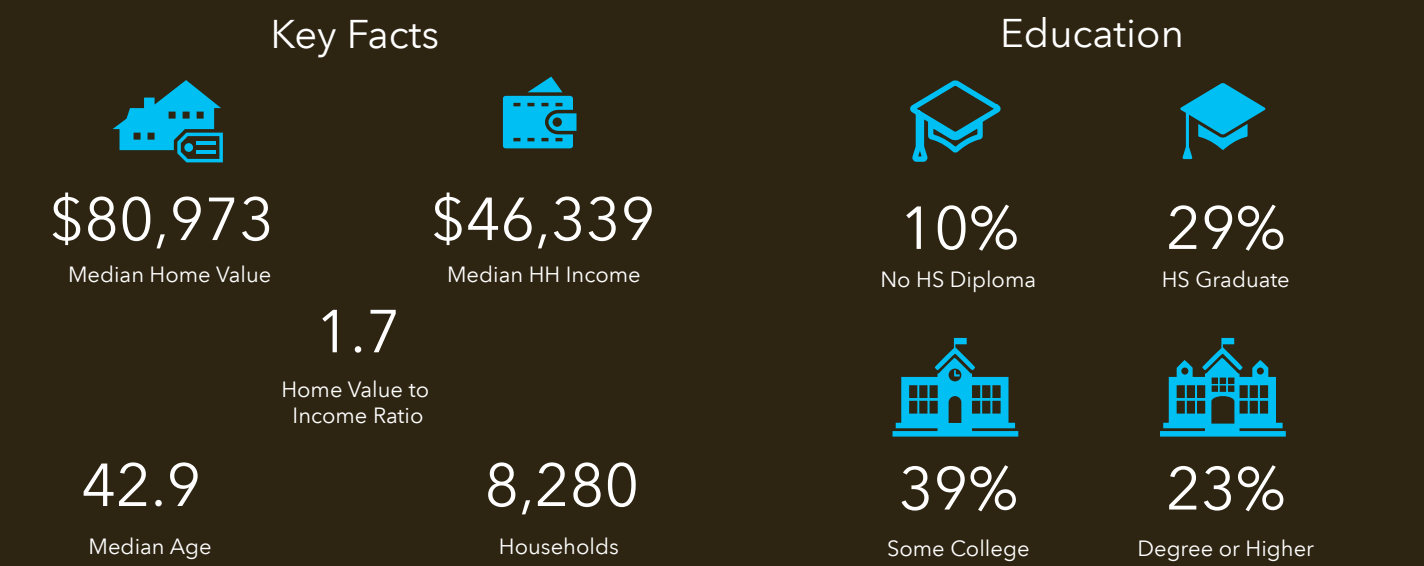 Key Facts
$80,973
Median Home Value
$46,339
Median HH Income
1.7
Home Value to
Income Ratio
42.9
Median Age
8,280
Households
Education
10%
No HS Diploma
29%
HS Graduate
39%
Some College
23%
Degree or Higher